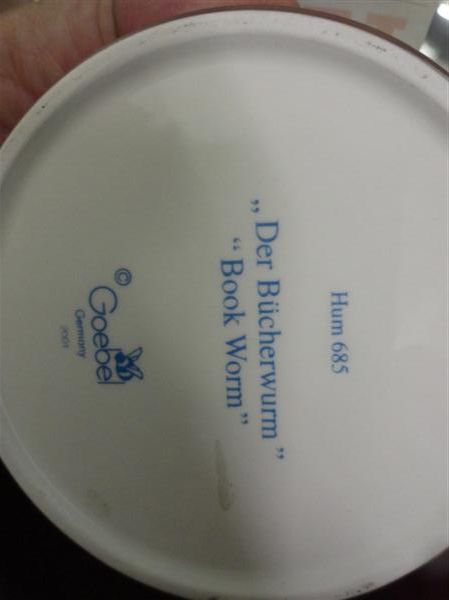 Hum 685
„ Der Bücherwurm ”
“ Book Worm ”
© Goebel
Germany
2001